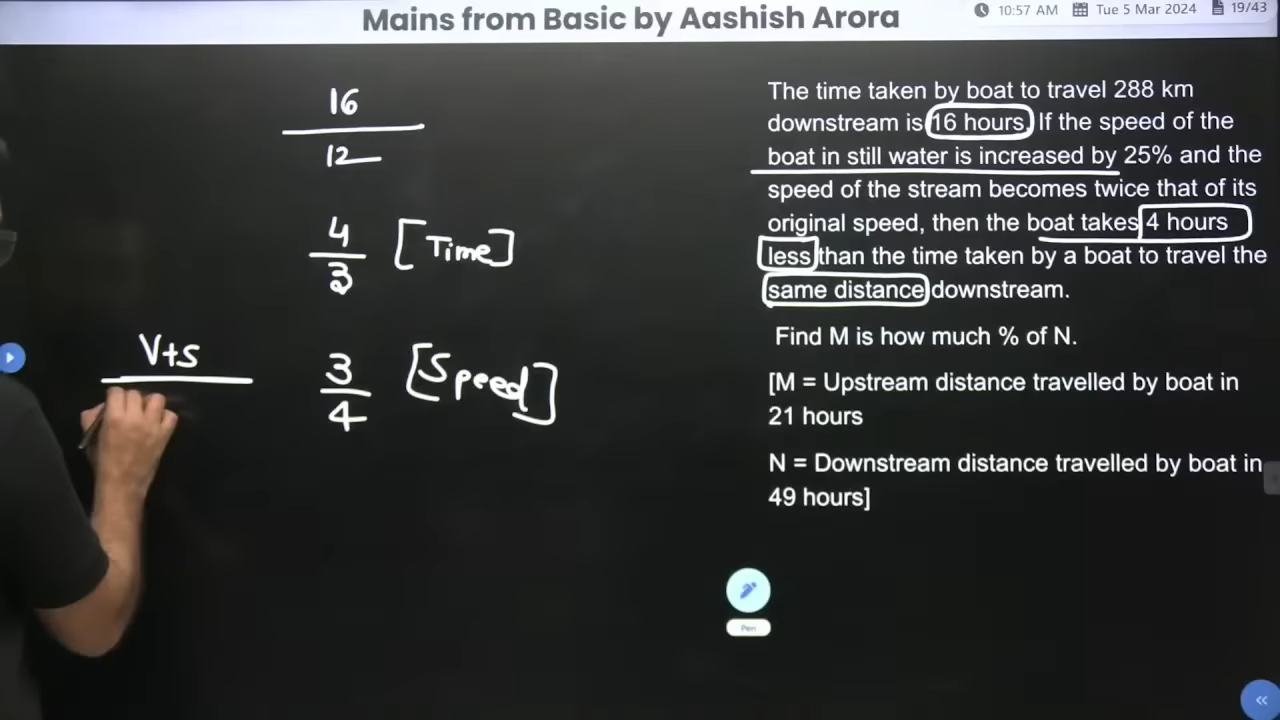 Mains from Basic by Aashish Arora
10:57 AM Tue 5 Mar 2024 19/43
16
12
4
3
[Time]
V+S
3
4
[Speed]
The time taken by boat to travel 288 km
downstream is 16 hours. If the speed of the
boat in still water is increased by 25% and the
speed of the stream becomes twice that of its
original speed, then the boat takes 4 hours
less than the time taken by a boat to travel the
same distance downstream.
Find M is how much % of N.
[M = Upstream distance travelled by boat in
21 hours
N = Downstream distance travelled by boat in
49 hours]
Pen